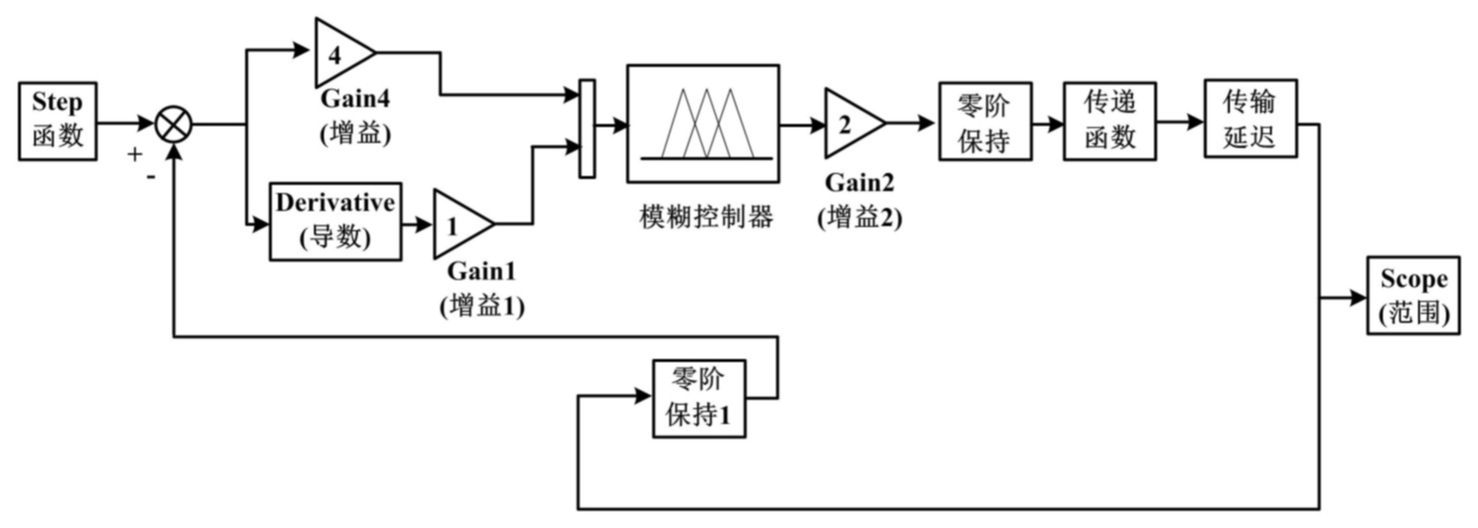 Step
函数
+
-
4
Gain4
(增益)
Derivative
(导数)
1
Gain1
(增益1)
模糊控制器
2
Gain2
(增益2)
零阶
保持
传递
函数
传输
延迟
Scope
(范围)
零阶
保持1